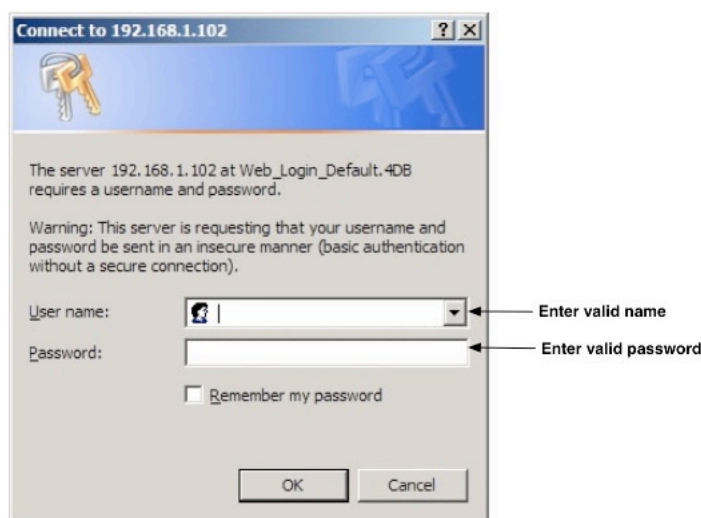 Connect to 192.168.1.102
The server 192.168.1.102 at Web_Login_Default.4DB
requires a username and password.
Warning: This server is requesting that your username and
password be sent in an insecure manner (basic authentication
without a secure connection).
User name:
Enter valid name
Password:
Enter valid password
Remember my password
OK
Cancel